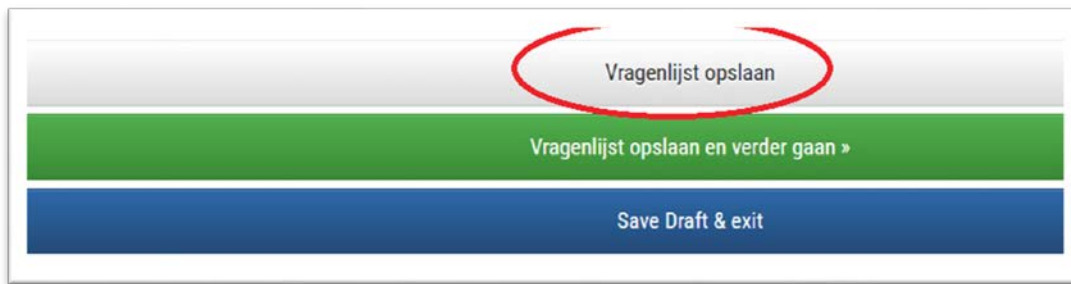 Vragenlijst opslaan
Vragenlijst opslaan en verder gaan »
Save Draft & exit